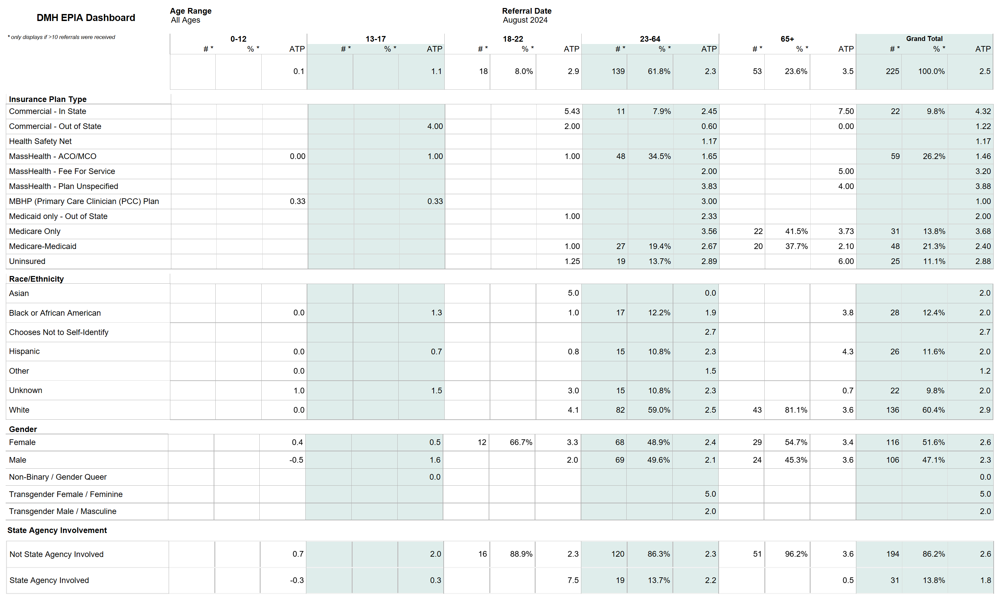 DMH EPIA Dashboard
Age Range
All Ages
Referral Date
August 2024
* only displays if >10 referrals were received
0-12 13-17 18-22 23-64 65+ Grand Total
# * % * ATP # * % * ATP # * % * ATP # * % * ATP # * % * ATP # * % * ATP
0.1 1.1 18 8.0% 2.9 139 61.8% 2.3 53 23.6% 3.5 225 100.0% 2.5
Insurance Plan Type
Commercial - In State 5.43 11 7.9% 2.45 7.50 22 9.8% 4.32
Commercial - Out of State 4.00 2.00 0.60 0.00 1.22
Health Safety Net 1.17 1.17
MassHealth - ACO/MCO 0.00 1.00 1.00 48 34.5% 1.65 59 26.2% 1.46
MassHealth - Fee For Service 2.00 5.00 3.20
MassHealth - Plan Unspecified 3.83 4.00 3.88
MBHP (Primary Care Clinician (PCC) Plan 0.33 0.33 3.00 1.00
Medicaid only - Out of State 1.00 2.33 2.00
Medicare Only 3.56 22 41.5% 3.73 31 13.8% 3.68
Medicare-Medicaid 1.00 27 19.4% 2.67 20 37.7% 2.10 48 21.3% 2.40
Uninsured 1.25 19 13.7% 2.89 6.00 25 11.1% 2.88
Race/Ethnicity
Asian 5.0 0.0 2.0
Black or African American 0.0 1.3 1.0 17 12.2% 1.9 3.8 28 12.4% 2.0
Chooses Not to Self-Identify 2.7 2.7
Hispanic 0.0 0.7 0.8 15 10.8% 2.3 4.3 26 11.6% 2.0
Other 0.0 1.5 1.2
Unknown 1.0 1.5 3.0 15 10.8% 2.3 0.7 22 9.8% 2.0
White 0.0 4.1 82 59.0% 2.5 43 81.1% 3.6 136 60.4% 2.9
Gender
Female 0.4 0.5 12 66.7% 3.3 68 48.9% 2.4 29 54.7% 3.4 116 51.6% 2.6
Male -0.5 1.6 2.0 69 49.6% 2.1 24 45.3% 3.6 106 47.1% 2.3
Non-Binary / Gender Queer 0.0 0.0
Transgender Female / Feminine 5.0 5.0
Transgender Male / Masculine 2.0 2.0
State Agency Involvement
Not State Agency Involved 0.7 2.0 16 88.9% 2.3 120 86.3% 2.3 51 96.2% 3.6 194 86.2% 2.6
State Agency Involved -0.3 0.3 7.5 19 13.7% 2.2 0.5 31 13.8% 1.8